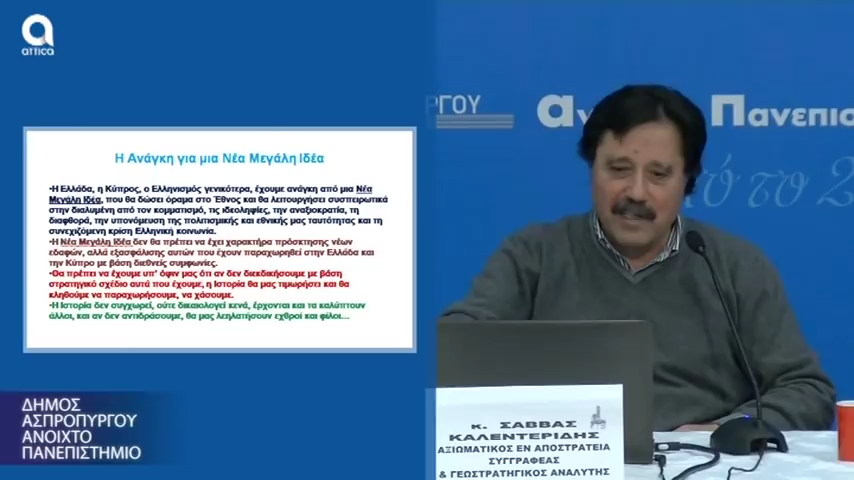 attica
Η Ανάγκη για μια Νέα Μεγάλη Ιδέα
•Η Ελλάδα, η Κύπρος, ο Ελληνισμός γενικότερα, έχουμε ανάγκη από μια Νέα
Μεγάλη Ιδέα, που θα δώσει όραμα στο Έθνος και θα λειτουργήσει συσπειρωτικά
στην διαλυμένη από τον κομματισμό, τις ιδεοληψίες, την αναξιοκρατία, τη
διαφθορά, την υπονόμευση της πολιτισμικής και εθνικής μας ταυτότητας και τη
συνεχιζόμενη κρίση Ελληνική κοινωνία.
•Η Νέα Μεγάλη Ιδέα δεν θα πρέπει να έχει χαρακτήρα πρόσκτησης νέων
εδαφών, αλλά εξασφάλισης αυτών που έχουν παραχωρηθεί στην Ελλάδα και
την Κύπρο με βάση διεθνείς συμφωνίες.
•Θα πρέπει να έχουμε υπ' όψιν μας ότι αν δεν διεκδικήσουμε με βάση
στρατηγικό σχέδιο αυτά που έχουμε, η Ιστορία θα μας τιμωρήσει και θα
κληθούμε να παραχωρήσουμε, να χάσουμε.
•Η Ιστορία δεν συγχωρεί, ούτε δικαιολογεί κενά, έρχονται και τα καλύπτουν
άλλοι, και αν δεν αντιδράσουμε, θα μας λεηλατήσουν εχθροί και φίλοι...
ΔΗΜΟΣ
ΑΣΠΡΟΠΥΡΓΟΥ
ΑΝΟΙΧΤΟ
ΠΑΝΕΠΙΣΤΗΜΙΟ
ΡΓΟΥ
Πανεπισ
το 2
κ. ΣΑΒΒΑΣ
ΚΑΛΕΝΤΕΡΙΔΗΣ
ΑΞΙΩΜΑΤΙΚΟΣ ΕΝ ΑΠΟΣΤΡΑΤΕΙΑ
ΣΥΓΓΡΑΦΕΑΣ
& ΓΕΩΣΤΡΑΤΗΓΙΚΟΣ ΑΝΑΛΥΤΗΣ